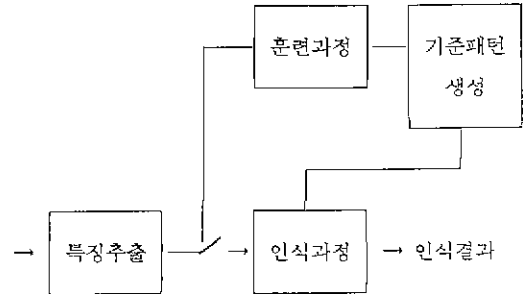 훈련과정
기준패턴
생성
→ 특징추출 → 인식과정 → 인식결과